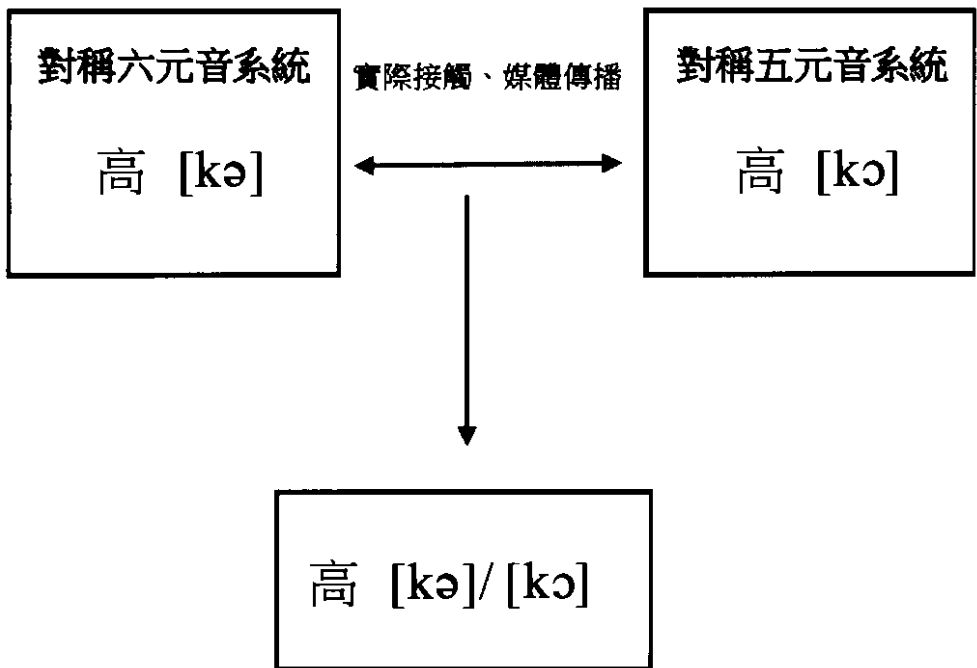 對稱六元音系統
高 [kə]
實際接觸、媒體傳播
對稱五元音系統
高 [kɔ]
高 [kə]/[kɔ]